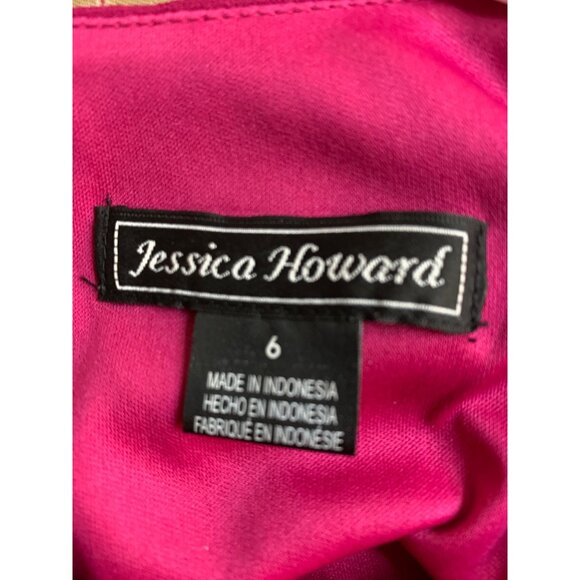 Jessica Howard
6
MADE IN INDONESIA
HECHO EN INDONESIA
FABRIQUÉ EN INDONÉSIE